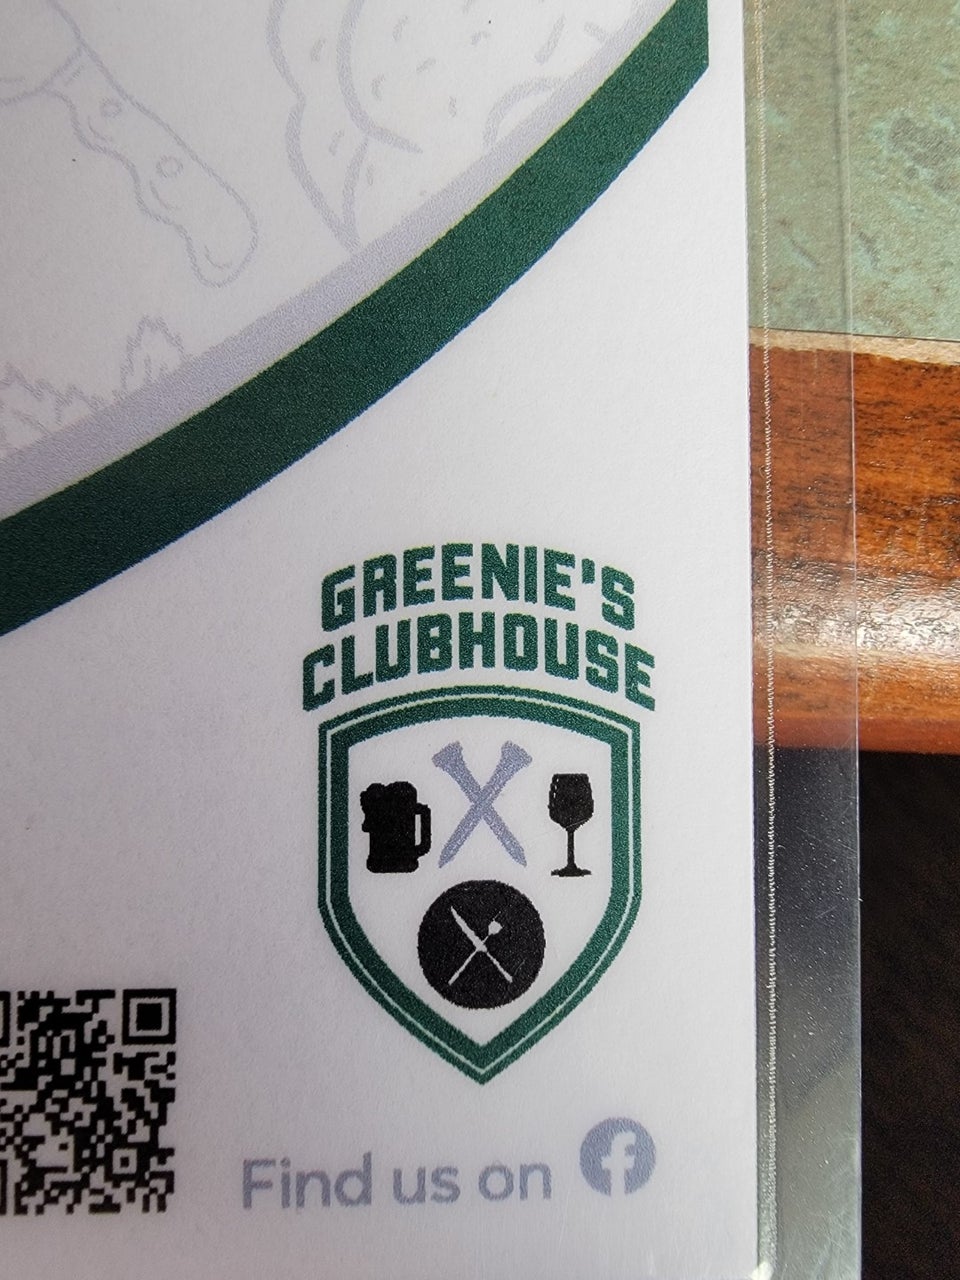 GREENIE'S
CLUBHOUSE
Find us on